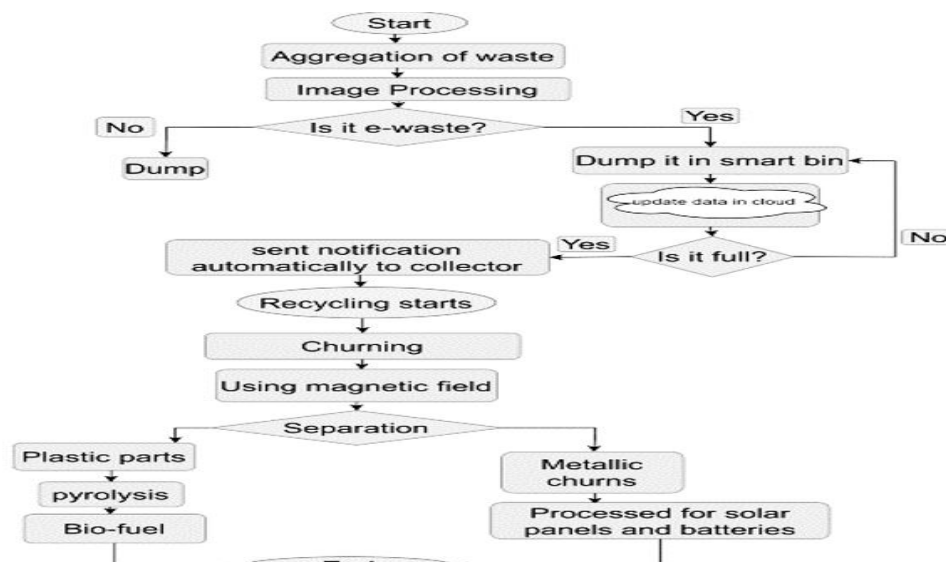 Start
Aggregation of waste
Image Processing
Is it e-waste?
No
Yes
Dump
Dump it in smart bin
update data in cloud
Is it full?
Yes
No
sent notification
automatically to collector
Recycling starts
Churning
Using magnetic field
Separation
Plastic parts
pyrolysis
Bio-fuel
Metallic
churns
Processed for solar
panels and batteries